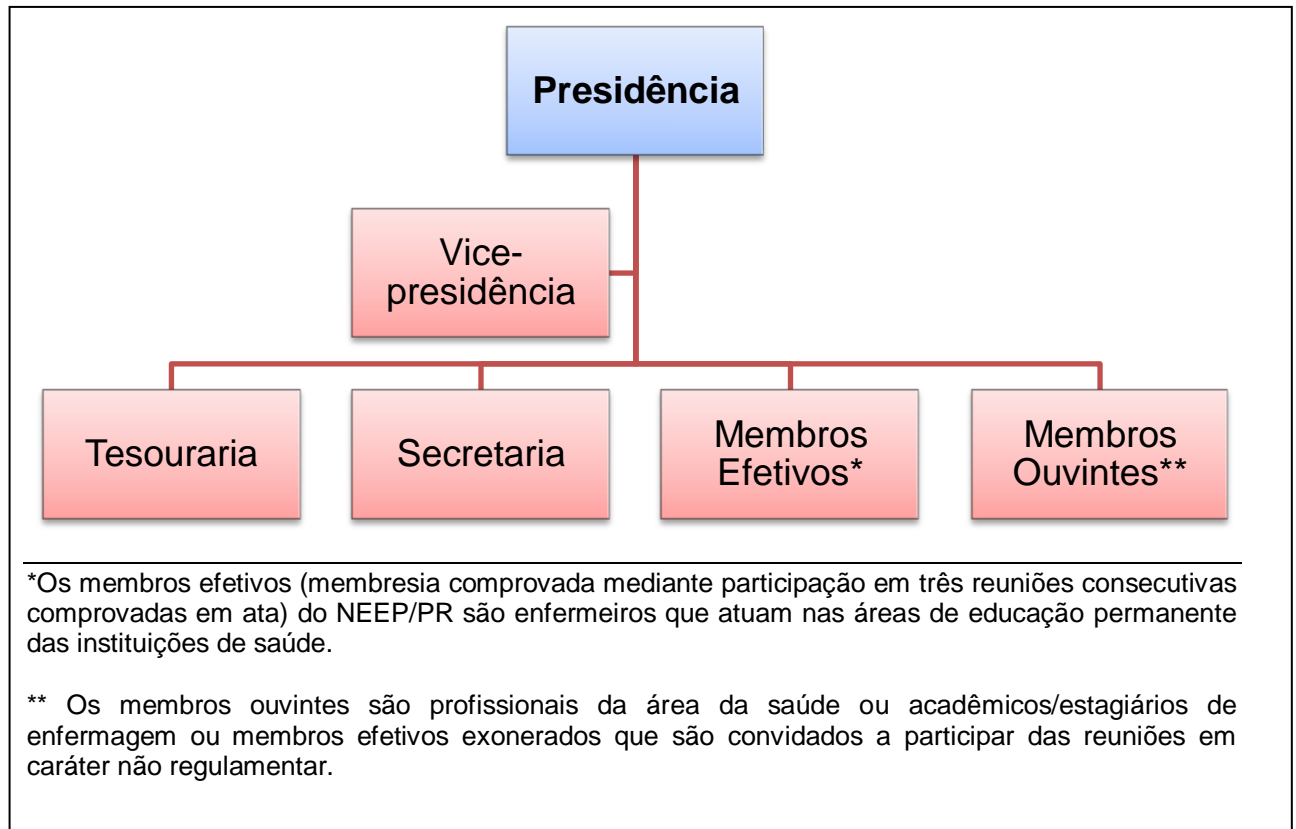 Presidência
Vice-
presidência
Tesouraria
Secretaria
Membros
Efetivos*
Membros
Ouvintes**
*Os membros efetivos (membresia comprovada mediante participação em três reuniões consecutivas
comprovadas em ata) do NEEP/PR são enfermeiros que atuam nas áreas de educação permanente
das instituições de saúde.
** Os membros ouvintes são profissionais da área da saúde ou acadêmicos/estagiários de
enfermagem ou membros efetivos exonerados que são convidados a participar das reuniões em
caráter não regulamentar.